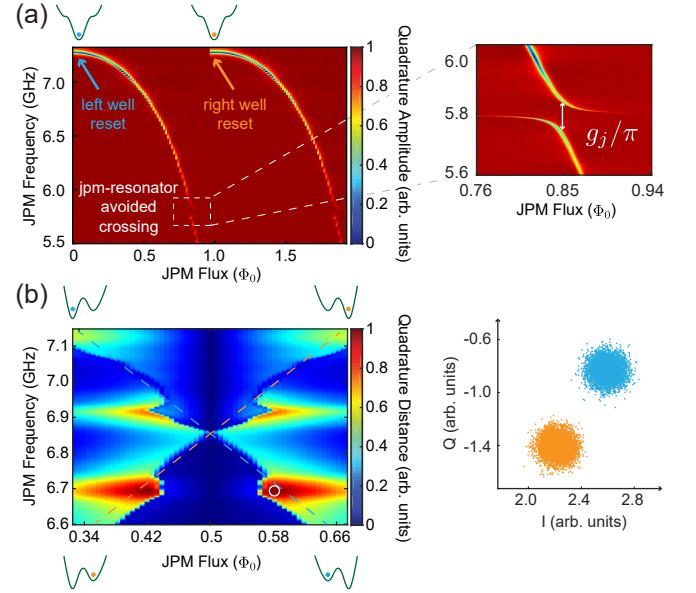 (a)
JPM Frequency (GHz)
7.0
6.5
6.0
5.5
left well
reset
right well
reset
jpm-resonator
avoided
crossing
0
0.5
1.0
1.5
JPM Flux (Φ₀)
1
0.8
0.6
0.4
0.2
0
Quadrature Amplitude (arb. units)
6.0
5.8
5.6
g_j/π
0.76
0.85
0.94
JPM Flux (Φ₀)
(b)
JPM Frequency (GHz)
7.1
7.0
6.9
6.8
6.7
6.6
0.34
0.42
0.5
0.58
0.66
JPM Flux (Φ₀)
1
0.8
0.6
0.4
0.2
0
Quadrature Distance (arb. units)
Q (arb. units)
-0.6
-1.0
-1.4
2.0
2.4
2.8
I (arb. units)